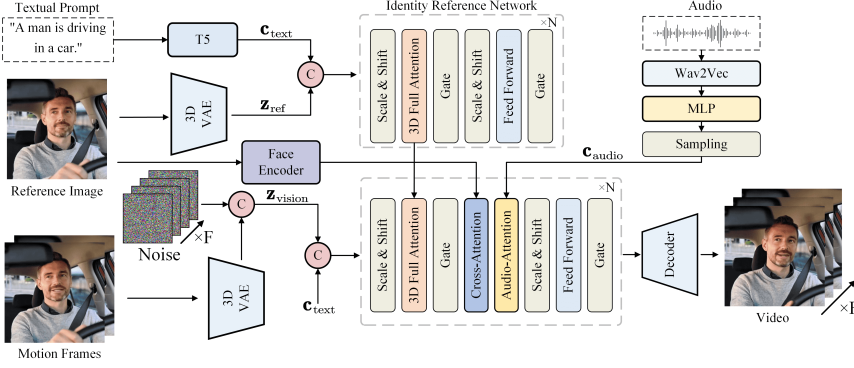 Textual Prompt
"A man is driving
in a car."
T5
c_text
Identity Reference Network
×N
Audio
C
Scale & Shift
3D Full Attention
Gate
Scale & Shift
Feed Forward
Gate
Wav2Vec
MLP
Sampling
c_audio
3D
VAE
z_ref
Reference Image
Face
Encoder
Noise
×F
C
z_vision
C
c_text
3D
VAE
Motion Frames
×N
Scale & Shift
3D Full Attention
Gate
Cross-Attention
Audio-Attention
Scale & Shift
Feed Forward
Gate
Decoder
Video